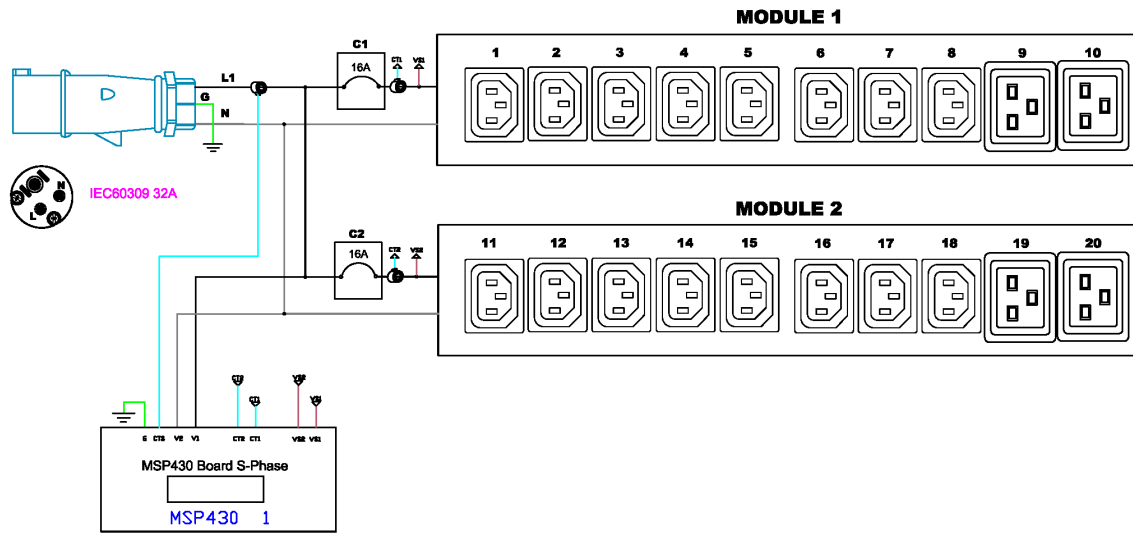 MODULE 1
C1
16A
CT1 VS1
1 2 3 4 5 6 7 8 9 10
L1
G
N
IEC60309 32A
N
L
MODULE 2
C2
16A
CT2 VS2
11 12 13 14 15 16 17 18 19 20
CT2 CT1 VS2 VS1
G CT3 V2 V1 CT2 CT1 VS2 VS1
MSP430 Board S-Phase
MSP430 1